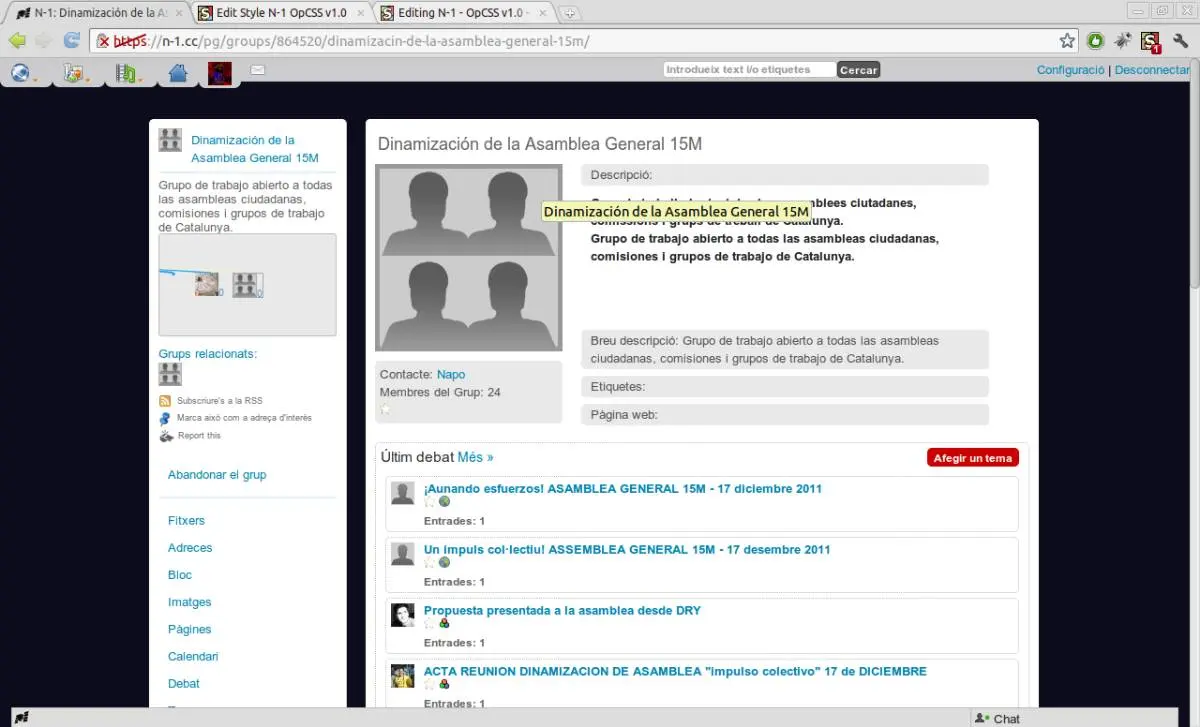 N-1: Dinamización de la A
Edit Style N-1 OpCSS v1.0
Editing N-1 - OpCSS v1.0 -
https://n-1.cc/pg/groups/864520/dinamizacin-de-la-asamblea-general-15m/
1
Introdueix text i/o etiquetes
Cercar
Configuració | Desconnectar
Dinamización de la
Asamblea General 15M
Grupo de trabajo abierto a todas
las asambleas ciudadanas,
comisiones i grupos de trabajo
de Catalunya.
Grups relacionats:
Subscriure's a la RSS
Marca això com a adreça d'interès
Report this
Abandonar el grup
Fitxers
Adreces
Bloc
Imatges
Pàgines
Calendari
Debat
Dinamización de la Asamblea General 15M
Contacte: Napo
Membres del Grup: 24
Descripció:
Dinamización de la Asamblea General 15M
ciutadanes,
comissions i grups de treball de Catalunya.
Grupo de trabajo abierto a todas las asambleas ciudadanas,
comisiones i grupos de trabajo de Catalunya.
Breu descripció: Grupo de trabajo abierto a todas las asambleas
ciudadanas, comisiones i grupos de trabajo de Catalunya.
Etiquetes:
Pàgina web:
Últim debat Més »
Afegir un tema
¡Aunando esfuerzos! ASAMBLEA GENERAL 15M - 17 diciembre 2011
Entrades: 1
Un impuls col·lectiu! ASSEMBLEA GENERAL 15M - 17 desembre 2011
Entrades: 1
Propuesta presentada a la asamblea desde DRY
Entrades: 1
ACTA REUNION DINAMIZACION DE ASAMBLEA "impulso colectivo" 17 de DICIEMBRE
Entrades: 1
Chat